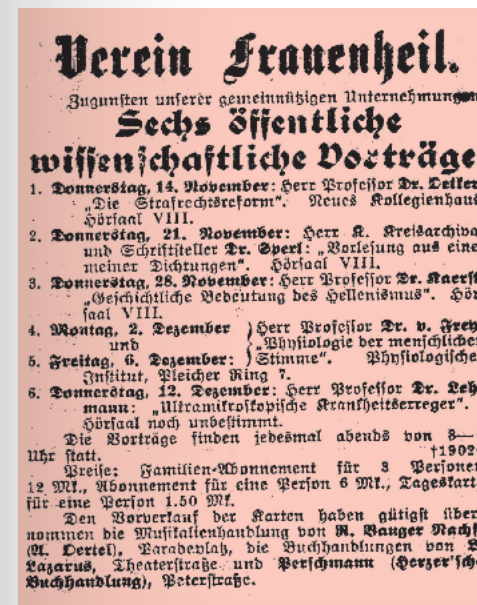 Verein Frauenheil.
Zugunsten unserer gemeinnützigen Unternehmungen
Sechs öffentliche
wissenschaftliche Vorträge
1. Donnerstag, 14. November: Herr Professor Dr. Oetker
„Die Strafrechtsreform“. Neues Kollegienhaus
Hörsaal VIII.
2. Donnerstag, 21. November: Herr K. Kreisarchiva
und Schriftsteller Dr. Sperl: „Vorlesung aus eine
meiner Dichtungen“. Hörsaal VIII.
3. Donnerstag, 28. November: Herr Professor Dr. Kaerst
„Geschichtliche Bedeutung des Hellenismus“. Hör
saal VIII.
4. Montag, 2. Dezember } Herr Professor Dr. v. Frey
und } „Physiologie der menschlichen
5. Freitag, 6. Dezember: } Stimme“. Physiologische
Institut, Pleicher Ring 7.
6. Donnerstag, 12. Dezember: Herr Professor Dr. Leh
mann: „Ultramikroskopische Krankheitserreger“.
Hörsaal noch unbestimmt.
Die Vorträge finden jedesmal abends von 8—
Uhr statt. †1902
Preise: Familien-Abonnement für 3 Personen
12 Mk., Abonnement für eine Person 6 Mk., Tageskart
für eine Person 1.50 Mk.
Den Vorverkauf der Karten haben gütigst über
nommen die Musikalienhandlung von R. Banger Nachf
(A. Oertel), Paradeplatz, die Buchhandlungen von L
Lazarus, Theaterstraße und Perschmann (Herzer'sch
Buchhandlung), Peterstraße.